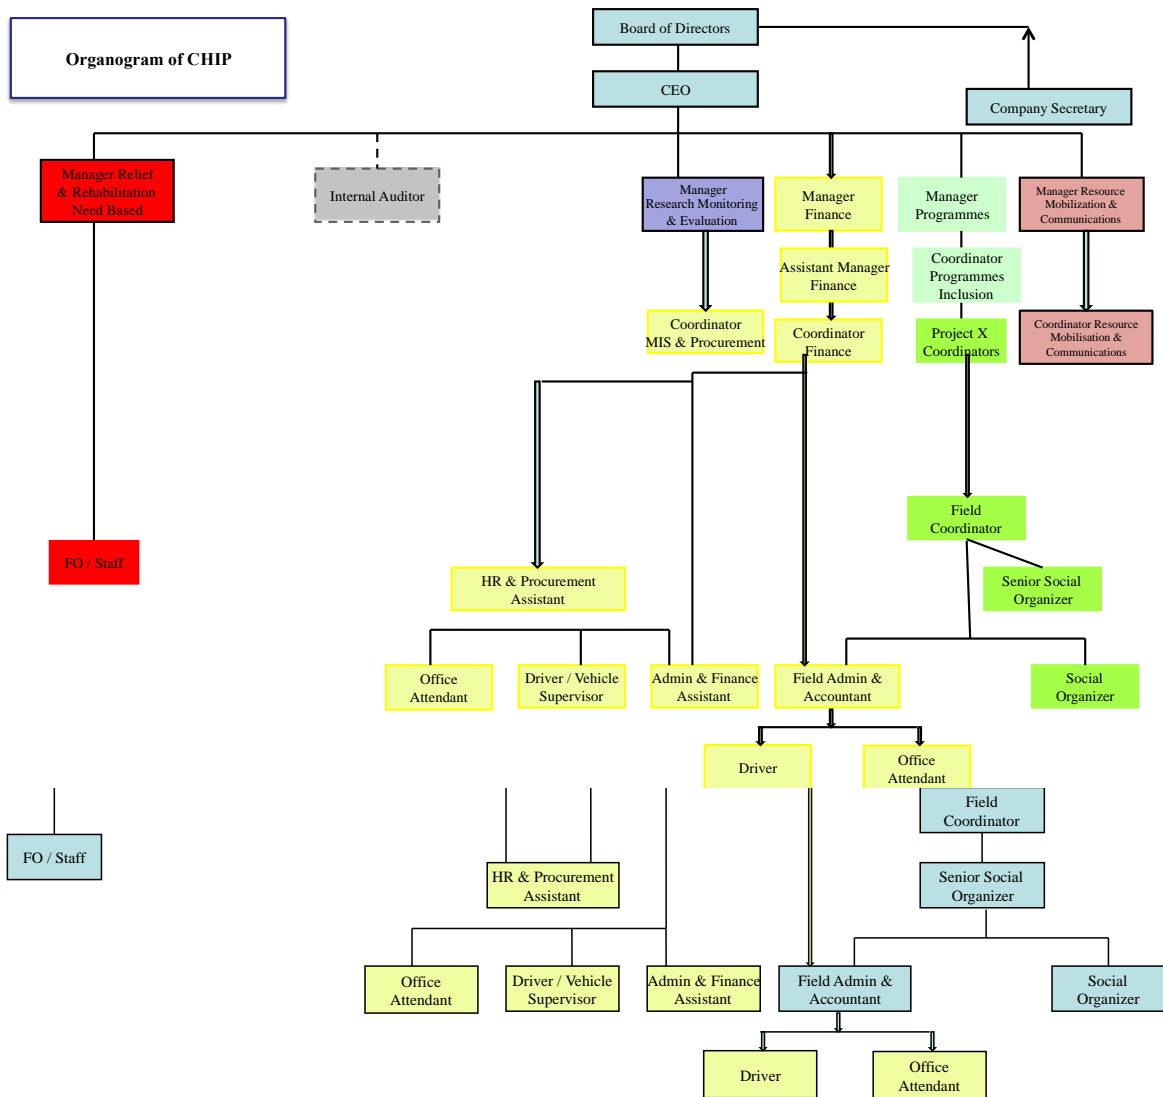 Organogram of CHIP
Board of Directors
CEO
Company Secretary
Manager Relief
& Rehabilitation
Need Based
Internal Auditor
Manager
Research Monitoring
& Evaluation
Manager
Finance
Manager
Programmes
Manager Resource
Mobilization &
Communications
Assistant Manager
Finance
Coordinator
Programmes
Inclusion
Coordinator
MIS & Procurement
Coordinator
Finance
Project X
Coordinators
Coordinator Resource
Mobilisation &
Communications
Field
Coordinator
FO / Staff
HR & Procurement
Assistant
Senior Social
Organizer
Office
Attendant
Driver / Vehicle
Supervisor
Admin & Finance
Assistant
Field Admin &
Accountant
Social
Organizer
Driver
Office
Attendant
Field
Coordinator
FO / Staff
HR & Procurement
Assistant
Senior Social
Organizer
Office
Attendant
Driver / Vehicle
Supervisor
Admin & Finance
Assistant
Field Admin &
Accountant
Social
Organizer
Driver
Office
Attendant